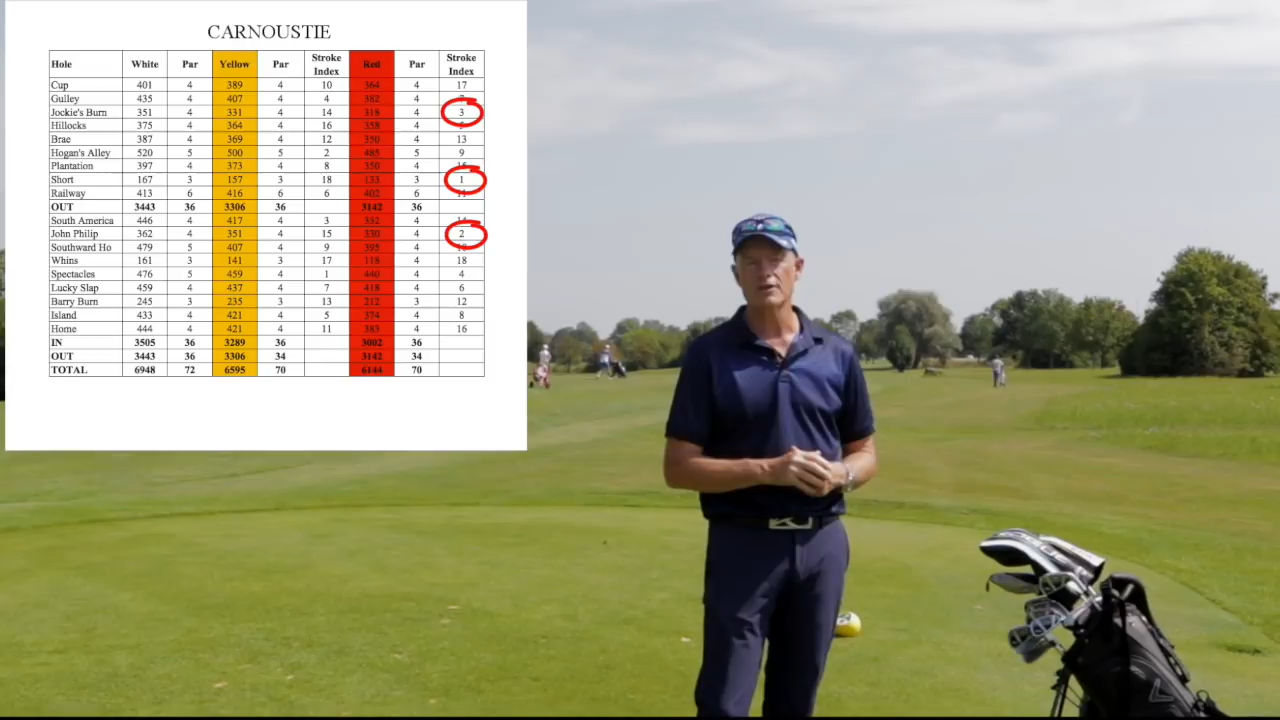 CARNOUSTIE
Hole White Par Yellow Par Stroke Index Red Par Stroke Index
Cup 401 4 389 4 10 364 4 17
Gulley 435 4 407 4 4 382 4
Jockie's Burn 351 4 331 4 14 318 4 3
Hillocks 375 4 364 4 16 358 4
Brae 387 4 369 4 12 350 4 13
Hogan's Alley 520 5 500 5 2 485 5 9
Plantation 397 4 373 4 8 350 4 15
Short 167 3 157 3 18 133 3 1
Railway 413 6 416 6 6 402 6 11
OUT 3443 36 3306 36 3142 36
South America 446 4 417 4 3 332 4 14
John Philip 362 4 351 4 15 330 4 2
Southward Ho 479 5 407 4 9 395 4 10
Whins 161 3 141 3 17 118 4 18
Spectacles 476 5 459 4 1 440 4 4
Lucky Slap 459 4 437 4 7 418 4 6
Barry Burn 245 3 235 3 13 212 3 12
Island 433 4 421 4 5 374 4 8
Home 444 4 421 4 11 383 4 16
IN 3505 36 3289 36 3002 36
OUT 3443 36 3306 34 3142 34
TOTAL 6948 72 6595 70 6144 70